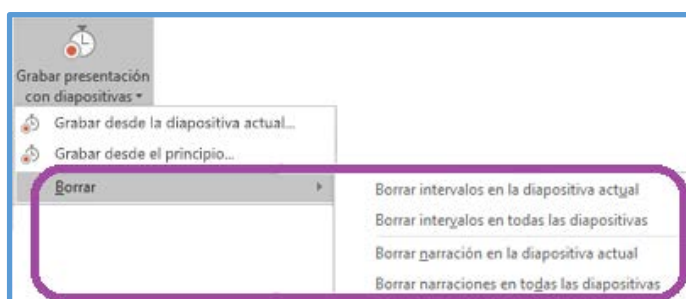 Grabar presentación
con diapositivas
Grabar desde la diapositiva actual...
Grabar desde el principio...
Borrar
Borrar intervalos en la diapositiva actual
Borrar intervalos en todas las diapositivas
Borrar narración en la diapositiva actual
Borrar narraciones en todas las diapositivas